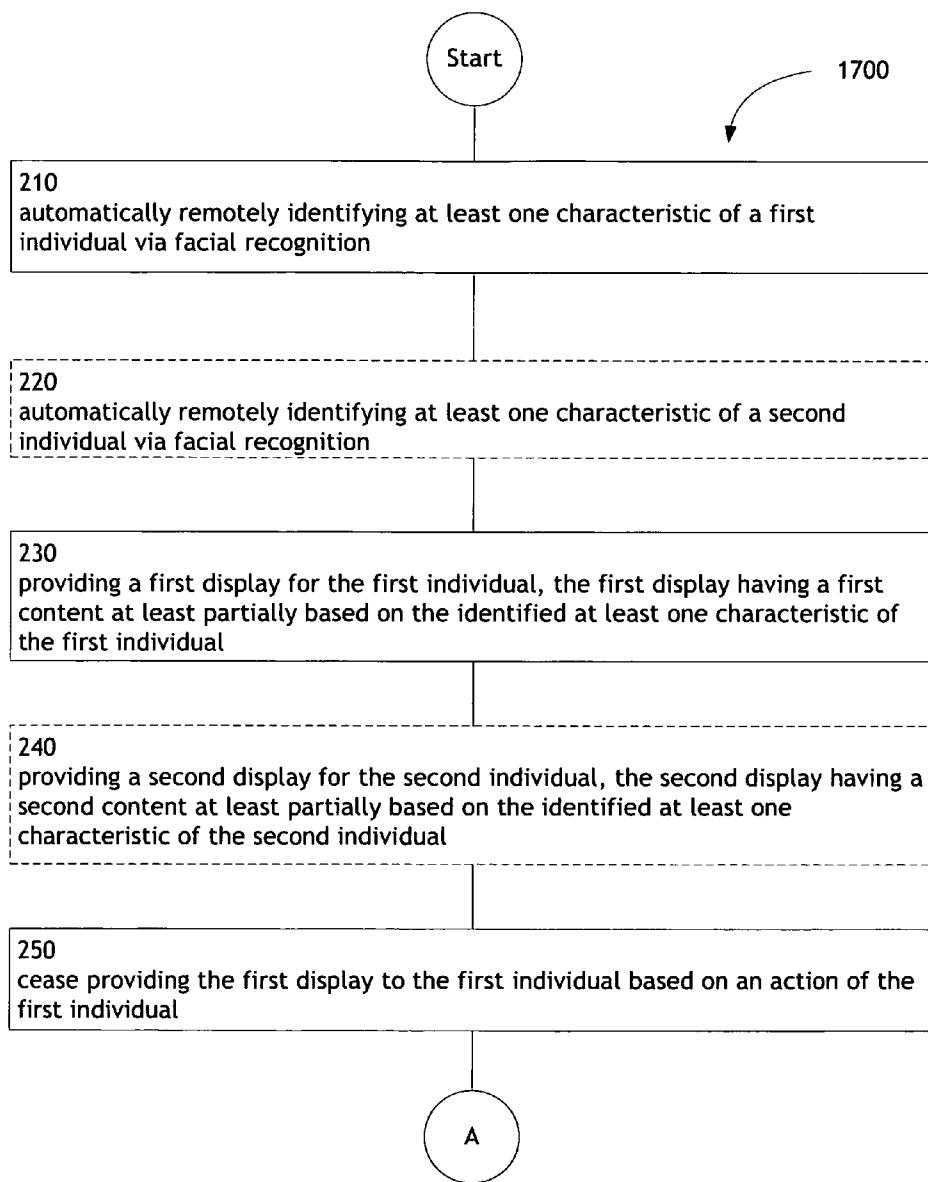 Start
1700
210
automatically remotely identifying at least one characteristic of a first
individual via facial recognition
220
automatically remotely identifying at least one characteristic of a second
individual via facial recognition
230
providing a first display for the first individual, the first display having a first
content at least partially based on the identified at least one characteristic of
the first individual
240
providing a second display for the second individual, the second display having a
second content at least partially based on the identified at least one
characteristic of the second individual
250
cease providing the first display to the first individual based on an action of the
first individual
A